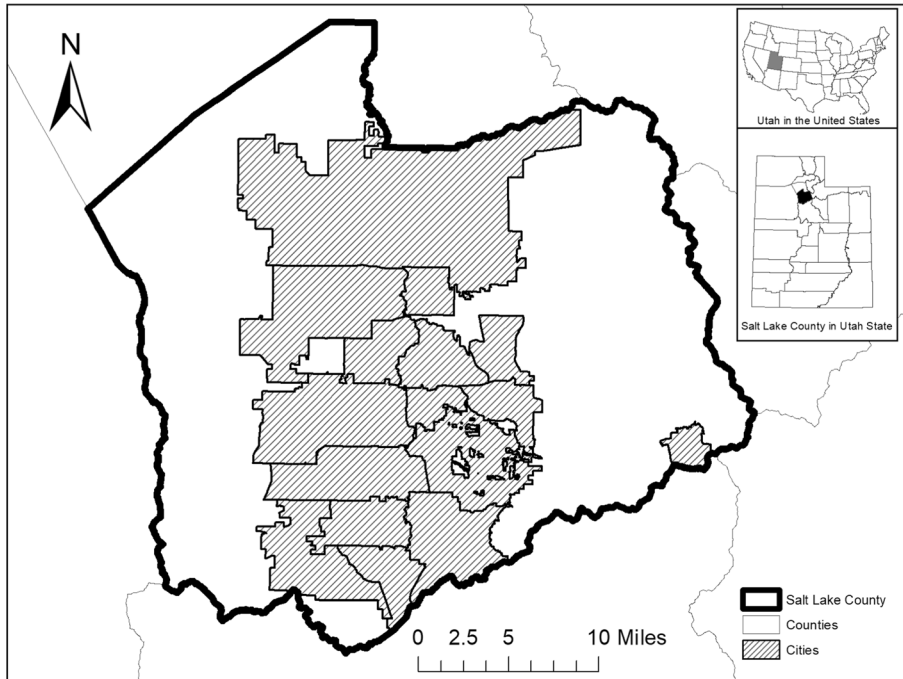 N
Utah in the United States
Salt Lake County in Utah State
Salt Lake County
Counties
Cities
0 2.5 5 10 Miles